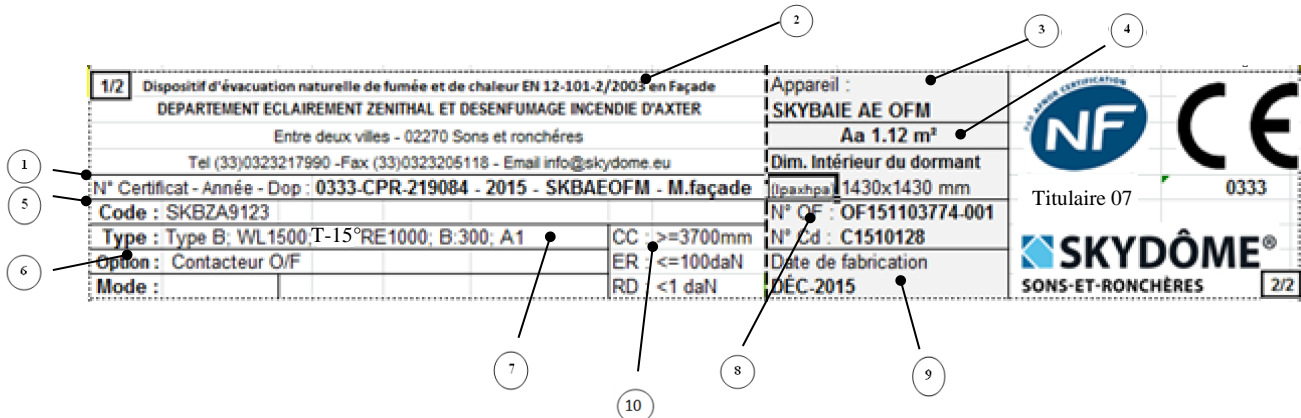 2
3
4
1/2 Dispositif d'évacuation naturelle de fumée et de chaleur EN 12-101-2/2003 en Façade
DEPARTEMENT ECLAIREMENT ZENITHAL ET DESENFUMAGE INCENDIE D'AXTER
Entre deux villes - 02270 Sons et ronchéres
Tel (33)0323217990 -Fax (33)0323205118 - Email info@skydome.eu
1
N° Certificat - Année - Dop : 0333-CPR-219084 - 2015 - SKBAEOFM - M.façade
5
Code : SKBZA9123
Type : Type B; WL1500; T-15° RE1000; B:300; A1
6
Option : Contacteur O/F
Mode :
CC : >=3700mm
ER : <=100daN
RD : <1 daN
Appareil :
SKYBAIE AE OFM
Aa 1.12 m²
Dim. Intérieur du dormant
(lpaxhpa) 1430x1430 mm
N° OF : OF151103774-001
N° Cd : C1510128
Date de fabrication
DÉC-2015
PAR AFNOR CERTIFICATION
NF
CE
Titulaire 07
0333
SKYDÔME®
SONS-ET-RONCHÈRES
2/2
7
8
9
10